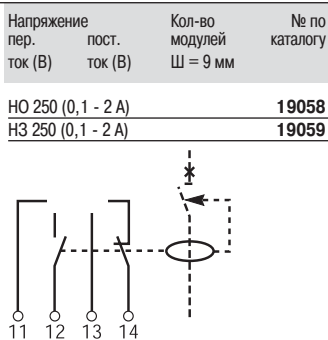 Напряжение Кол-во № по
пер. пост. модулей каталогу
ток (В) ток (В) Ш = 9 мм
НО 250 (0,1 - 2 А) 19058
НЗ 250 (0,1 - 2 А) 19059
11 12 13 14